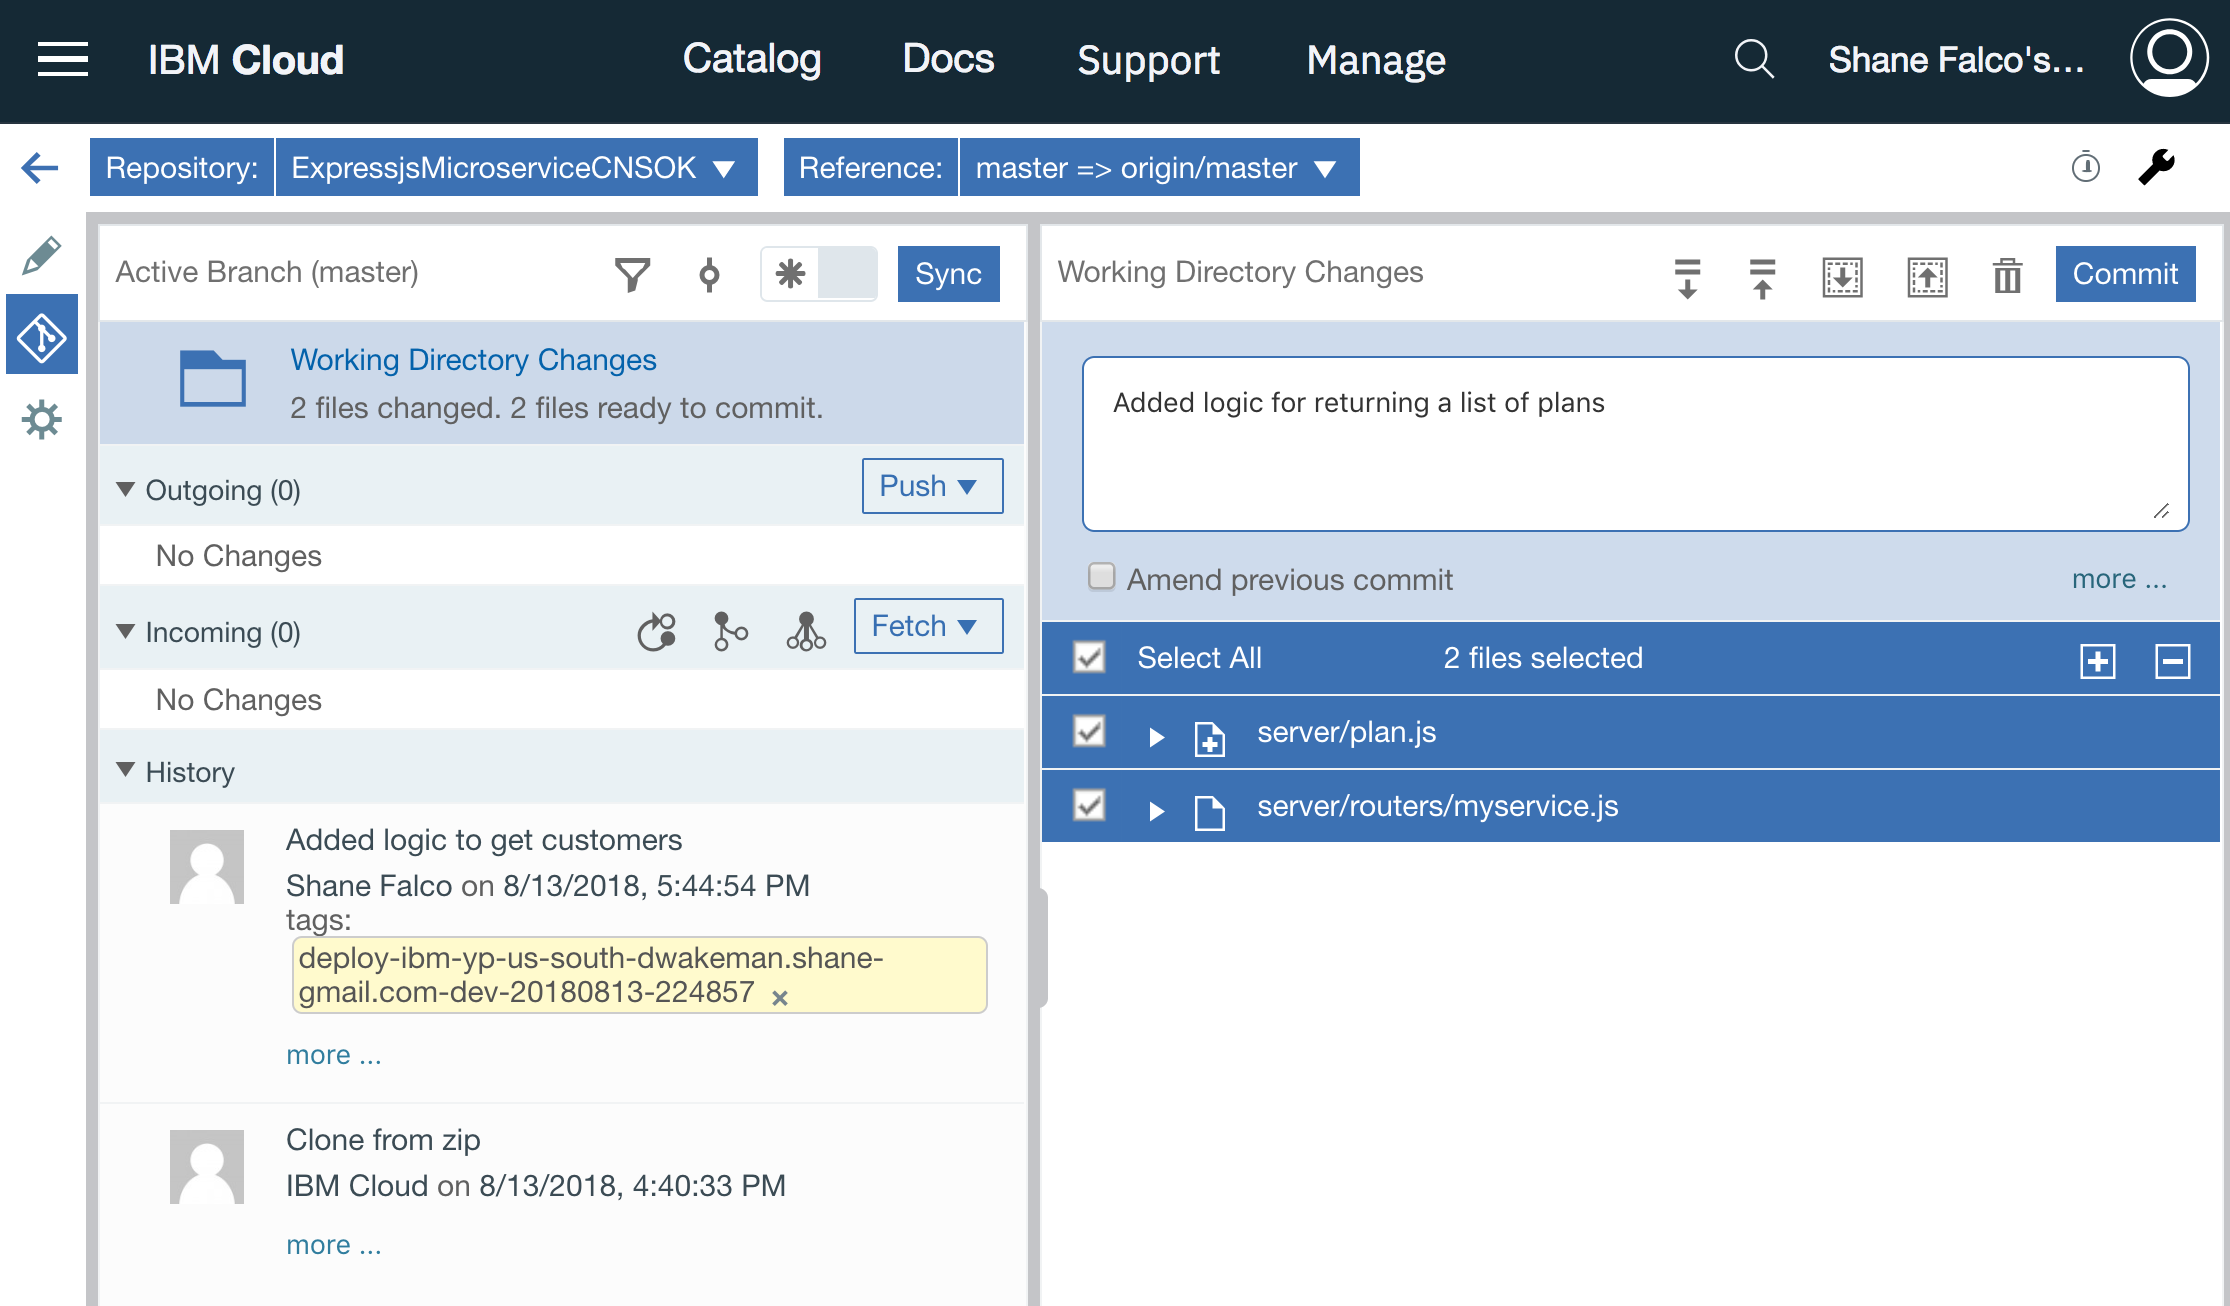 IBM Cloud
Catalog
Docs
Support
Manage
Shane Falco's...
Repository:
ExpressjsMicroserviceCNSOK
Reference:
master => origin/master
Active Branch (master)
Sync
Working Directory Changes
2 files changed. 2 files ready to commit.
Outgoing (0)
Push
No Changes
Incoming (0)
Fetch
No Changes
History
Added logic to get customers
Shane Falco on 8/13/2018, 5:44:54 PM
tags:
deploy-ibm-yp-us-south-dwakeman.shane-
gmail.com-dev-20180813-224857 ×
more ...
Clone from zip
IBM Cloud on 8/13/2018, 4:40:33 PM
more ...
Working Directory Changes
Commit
Added logic for returning a list of plans
Amend previous commit
more ...
Select All
2 files selected
server/plan.js
server/routers/myservice.js